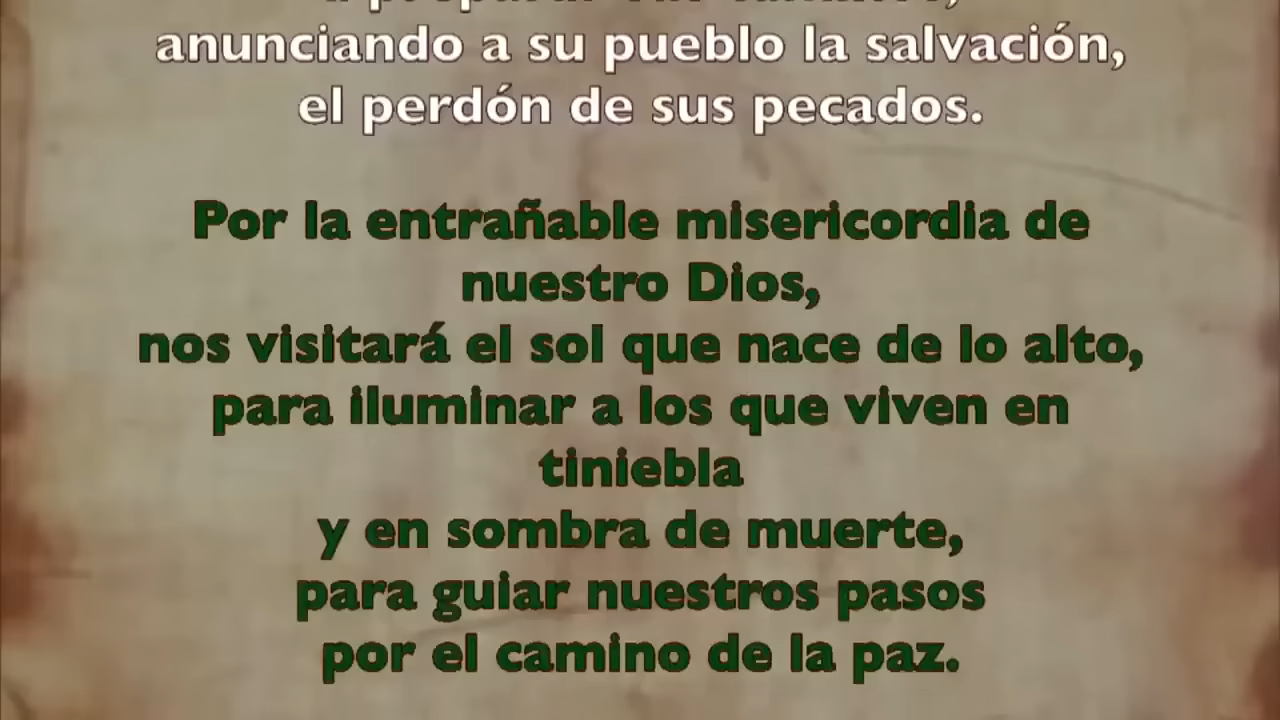 anunciando a su pueblo la salvación,
el perdón de sus pecados.
Por la entrañable misericordia de
nuestro Dios,
nos visitará el sol que nace de lo alto,
para iluminar a los que viven en
tiniebla
y en sombra de muerte,
para guiar nuestros pasos
por el camino de la paz.